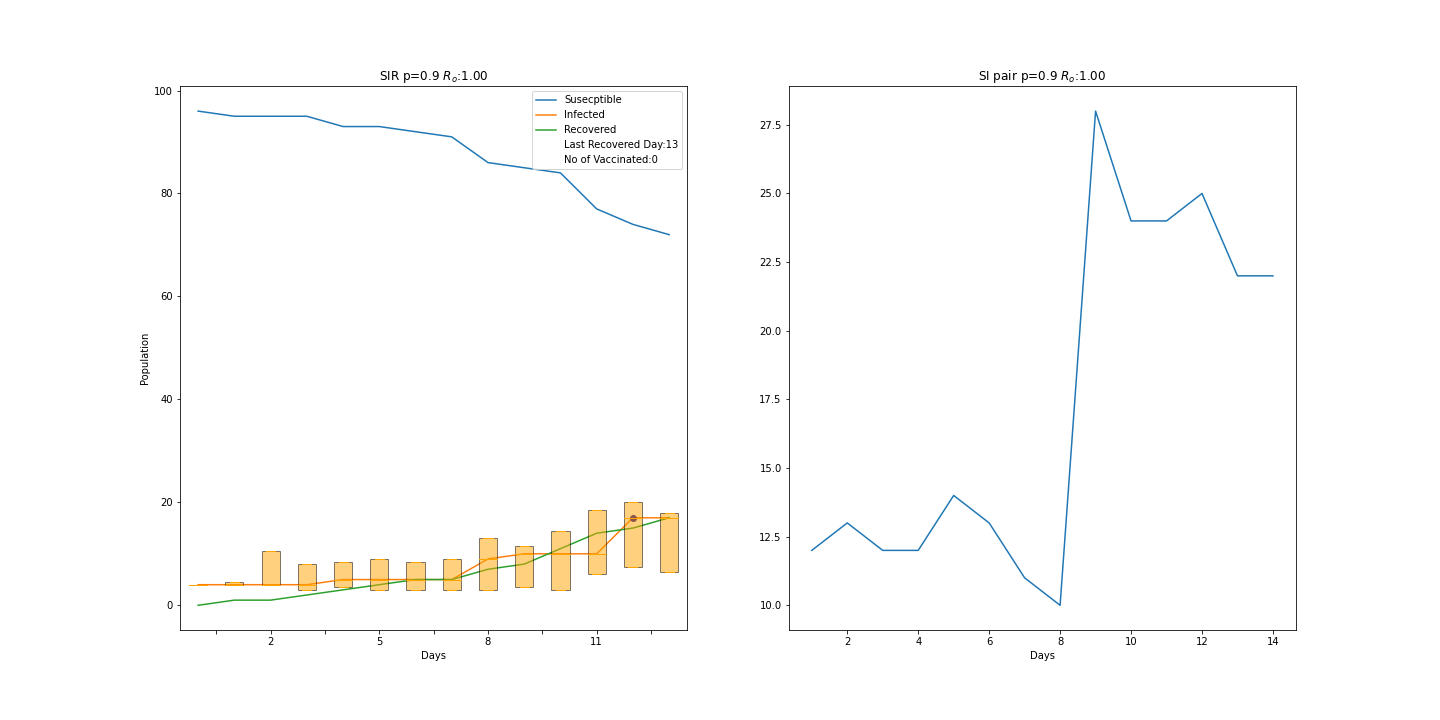 SIR p=0.9 Rₒ:1.00
100
80
60
40
20
0
Population
Susecptible
Infected
Recovered
Last Recovered Day:13
No of Vaccinated:0
2 5 8 11
Days
SI pair p=0.9 Rₒ:1.00
27.5
25.0
22.5
20.0
17.5
15.0
12.5
10.0
2 4 6 8 10 12 14
Days